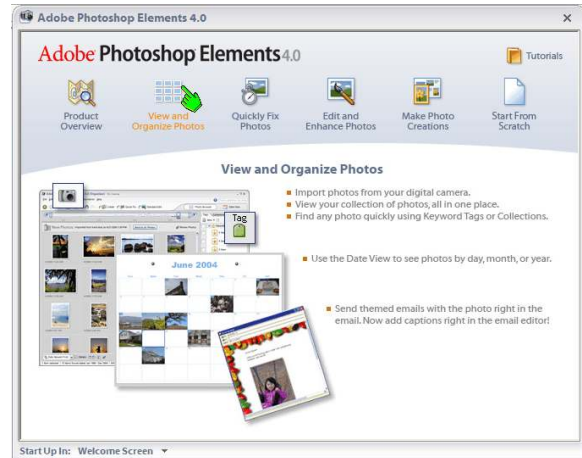 Adobe Photoshop Elements 4.0
Adobe Photoshop Elements 4.0
Tutorials
Product
Overview
View and
Organize Photos
Quickly Fix
Photos
Edit and
Enhance Photos
Make Photo
Creations
Start From
Scratch
View and Organize Photos
Import photos from your digital camera.
View your collection of photos, all in one place.
Find any photo quickly using Keyword Tags or Collections.
Tag
June 2004
Use the Date View to see photos by day, month, or year.
Send themed emails with the photo right in the
email. Now add captions right in the email editor!
Start Up In: Welcome Screen